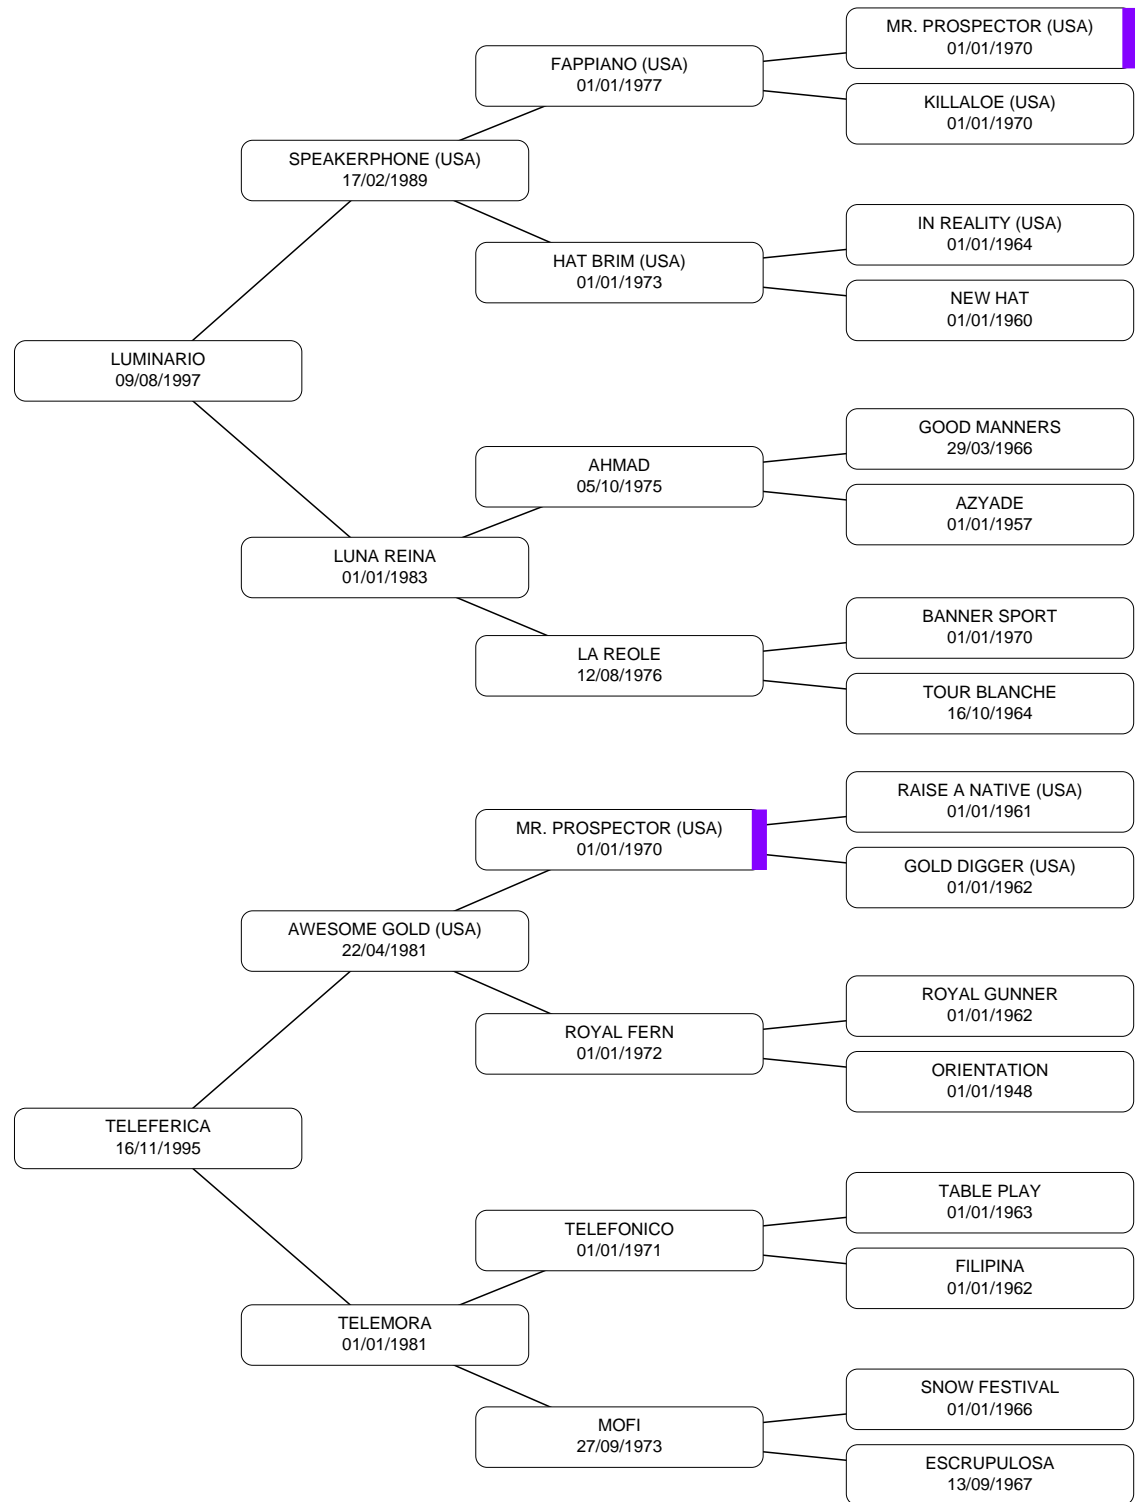 MR. PROSPECTOR (USA)
01/01/1970
FAPPIANO (USA)
01/01/1977
KILLALOE (USA)
01/01/1970
SPEAKERPHONE (USA)
17/02/1989
IN REALITY (USA)
01/01/1964
HAT BRIM (USA)
01/01/1973
NEW HAT
01/01/1960
LUMINARIO
09/08/1997
GOOD MANNERS
29/03/1966
AHMAD
05/10/1975
AZYADE
01/01/1957
LUNA REINA
01/01/1983
BANNER SPORT
01/01/1970
LA REOLE
12/08/1976
TOUR BLANCHE
16/10/1964
RAISE A NATIVE (USA)
01/01/1961
MR. PROSPECTOR (USA)
01/01/1970
GOLD DIGGER (USA)
01/01/1962
AWESOME GOLD (USA)
22/04/1981
ROYAL GUNNER
01/01/1962
ROYAL FERN
01/01/1972
ORIENTATION
01/01/1948
TELEFERICA
16/11/1995
TABLE PLAY
01/01/1963
TELEFONICO
01/01/1971
FILIPINA
01/01/1962
TELEMORA
01/01/1981
SNOW FESTIVAL
01/01/1966
MOFI
27/09/1973
ESCRUPULOSA
13/09/1967